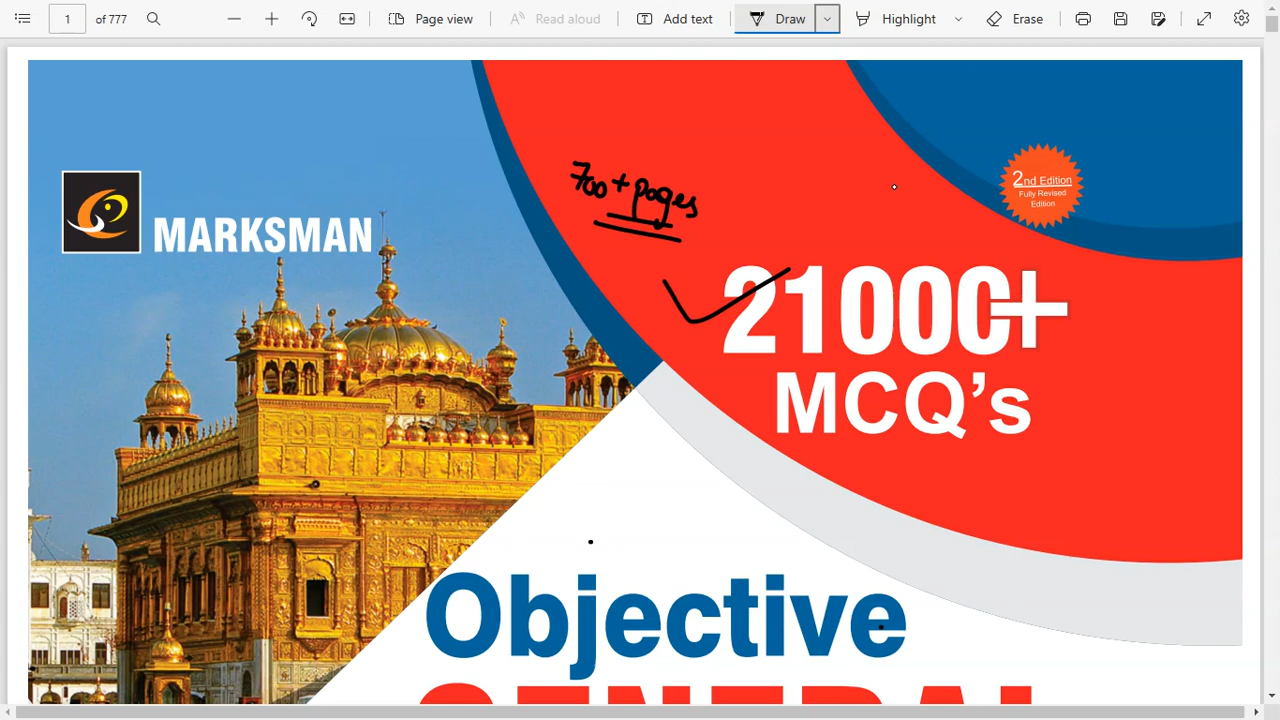 1 of 777 Page view Read aloud Add text Draw Highlight Erase
700+ pages
2nd Edition
Fully Revised
Edition
MARKSMAN
21000+
MCQ's
Objective
GENERAL